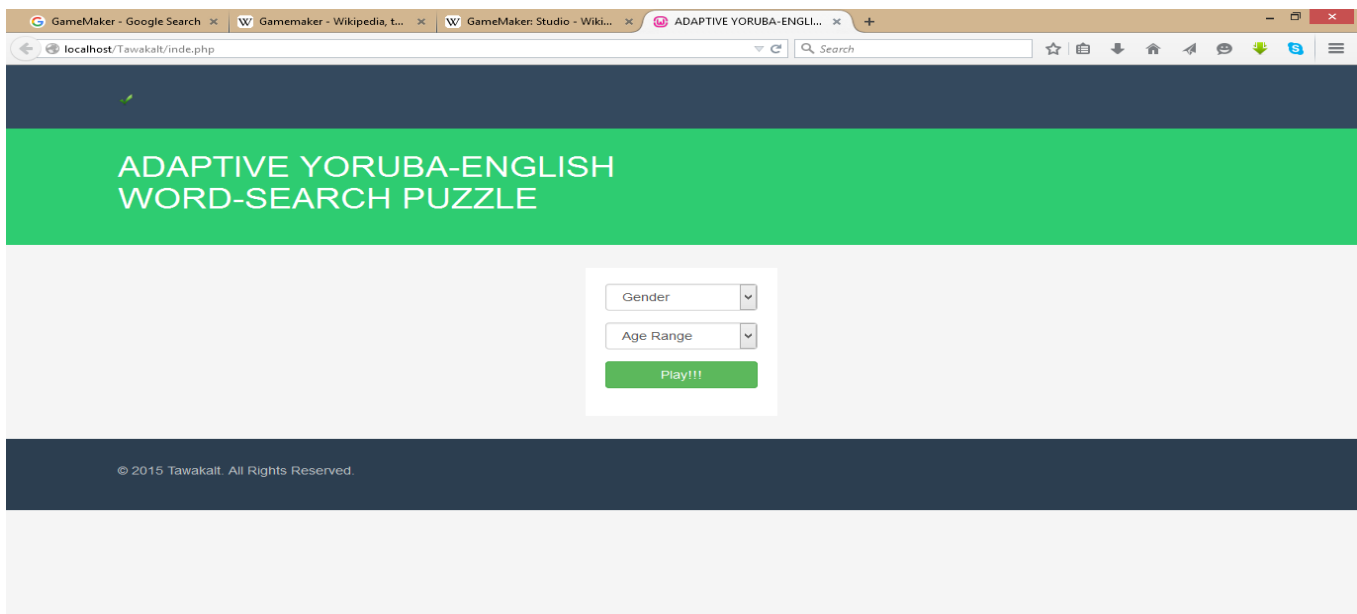 GameMaker - Google Search
Gamemaker - Wikipedia, t...
GameMaker: Studio - Wiki...
ADAPTIVE YORUBA-ENGLI...
localhost/Tawakalt/inde.php
Search
ADAPTIVE YORUBA-ENGLISH
WORD-SEARCH PUZZLE
Gender
Age Range
Play!!!
© 2015 Tawakalt. All Rights Reserved.